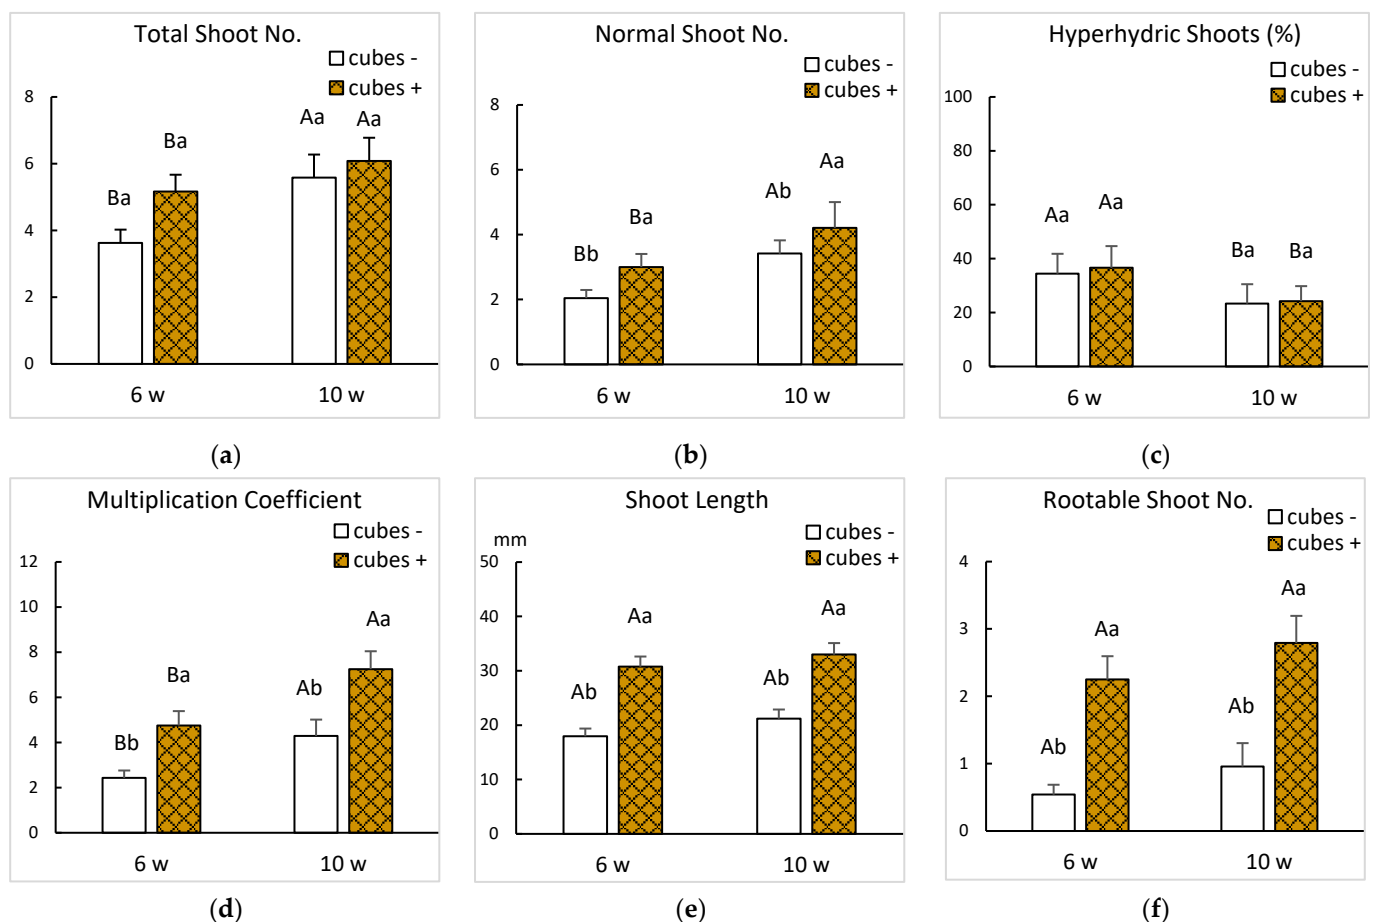 Total Shoot No.
cubes -
cubes +
8
6
4
2
0
Ba
Ba
Aa
Aa
6 w
10 w
(a)
Normal Shoot No.
cubes -
cubes +
8
6
4
2
0
Bb
Ba
Ab
Aa
6 w
10 w
(b)
Hyperhydric Shoots (%)
cubes -
cubes +
100
80
60
40
20
0
Aa
Aa
Ba
Ba
6 w
10 w
(c)
Multiplication Coefficient
cubes -
cubes +
12
10
8
6
4
2
0
Bb
Ba
Ab
Aa
6 w
10 w
(d)
Shoot Length
cubes -
cubes +
mm
50
40
30
20
10
0
Ab
Aa
Ab
Aa
6 w
10 w
(e)
Rootable Shoot No.
cubes -
cubes +
4
3
2
1
0
Ab
Aa
Ab
Aa
6 w
10 w
(f)